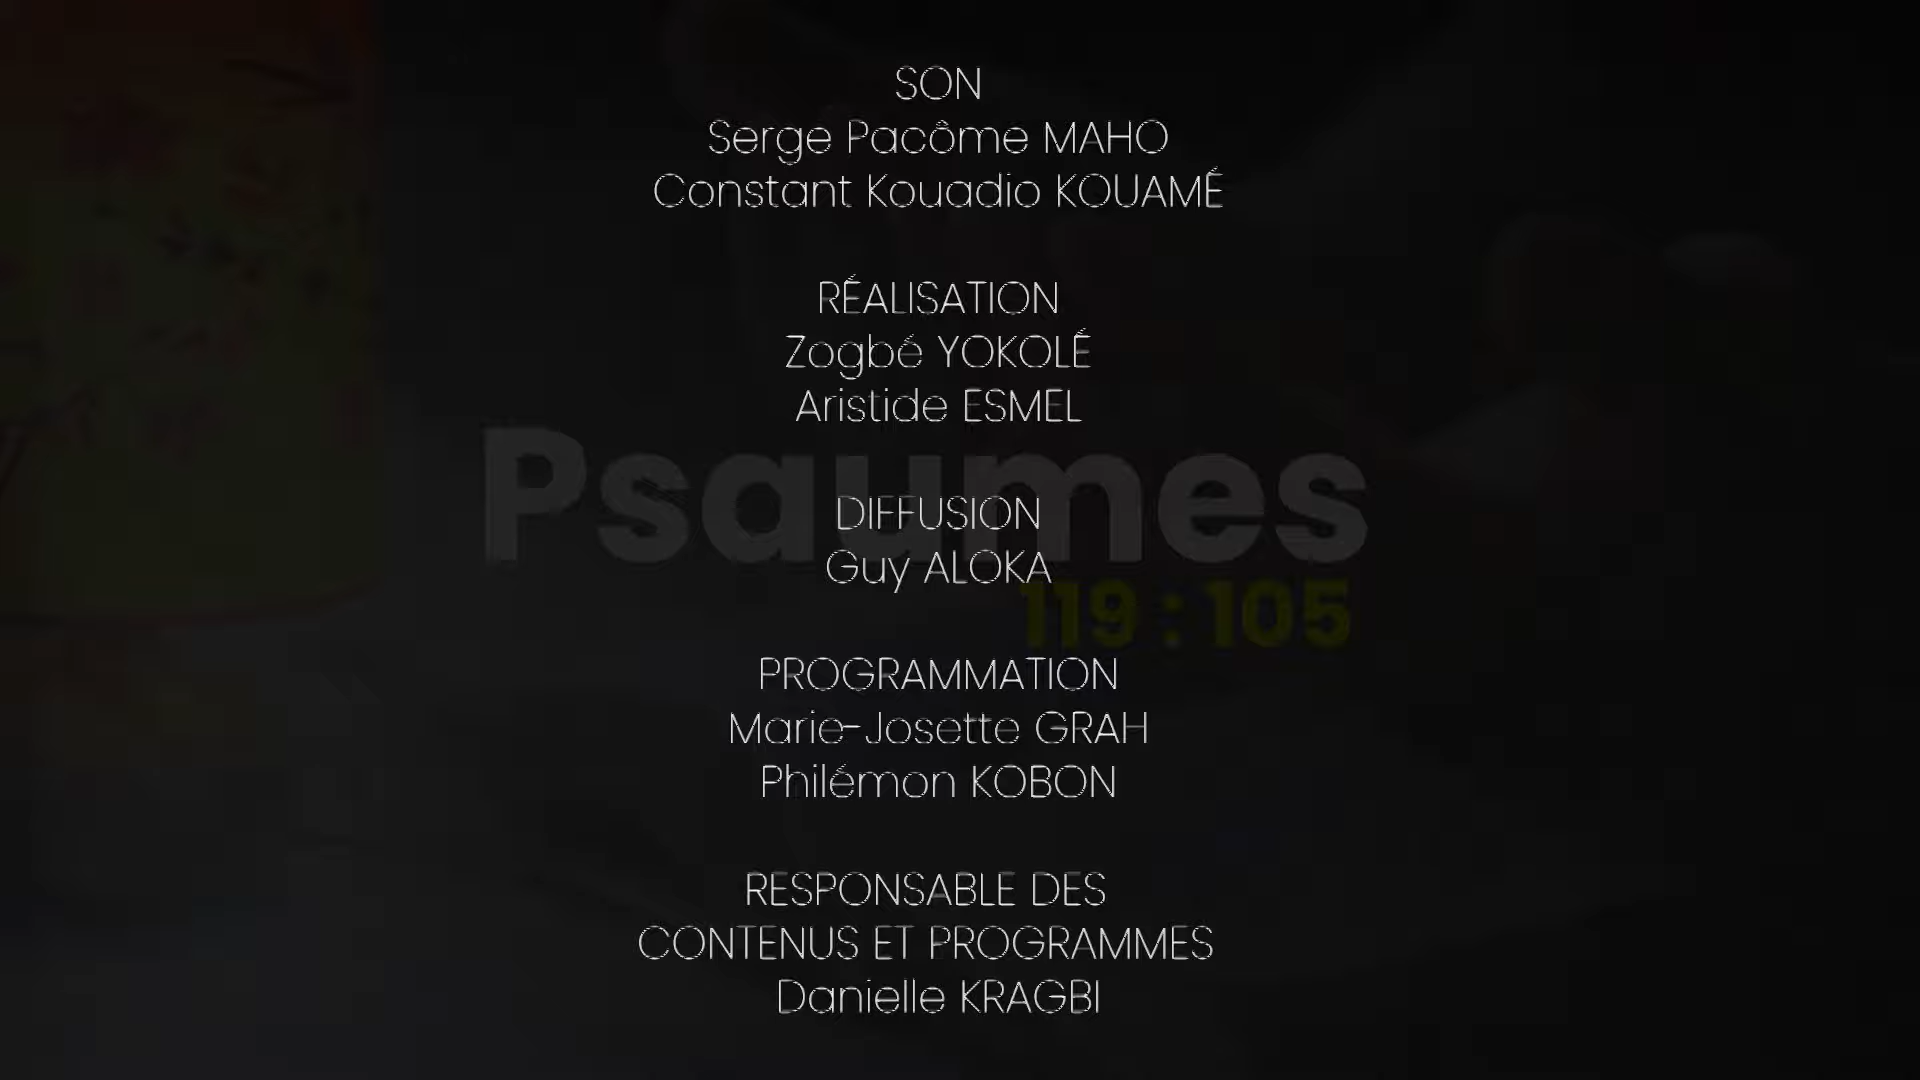 SON
Serge Pacôme MAHO
Constant Kouadio KOUAMÉ
RÉALISATION
Zogbé YOKOLÉ
Aristide ESMEL
Psaumes
DIFFUSION
Guy ALOKA
119 : 105
PROGRAMMATION
Marie-Josette GRAH
Philémon KOBON
RESPONSABLE DES
CONTENUS ET PROGRAMMES
Danielle KRAGBI